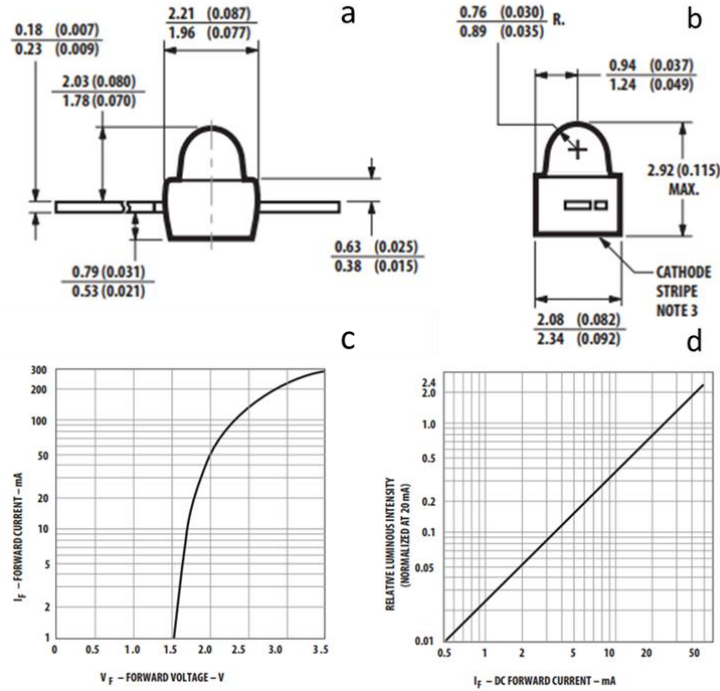 a
0.18 (0.007)
0.23 (0.009)
2.21 (0.087)
1.96 (0.077)
2.03 (0.080)
1.78 (0.070)
0.63 (0.025)
0.38 (0.015)
0.79 (0.031)
0.53 (0.021)
b
0.76 (0.030) R.
0.89 (0.035)
0.94 (0.037)
1.24 (0.049)
2.92 (0.115)
MAX.
CATHODE
STRIPE
NOTE 3
2.08 (0.082)
2.34 (0.092)
c
300
200
100
50
20
10
5
2
1
0 0.5 1.0 1.5 2.0 2.5 3.0 3.5
IF – FORWARD CURRENT – mA
VF – FORWARD VOLTAGE – V
d
2.4
2.0
1.0
0.5
0.2
0.1
0.05
0.01
0.5 1 2 5 10 20 50
RELATIVE LUMINOUS INTENSITY
(NORMALIZED AT 20 mA)
IF – DC FORWARD CURRENT – mA